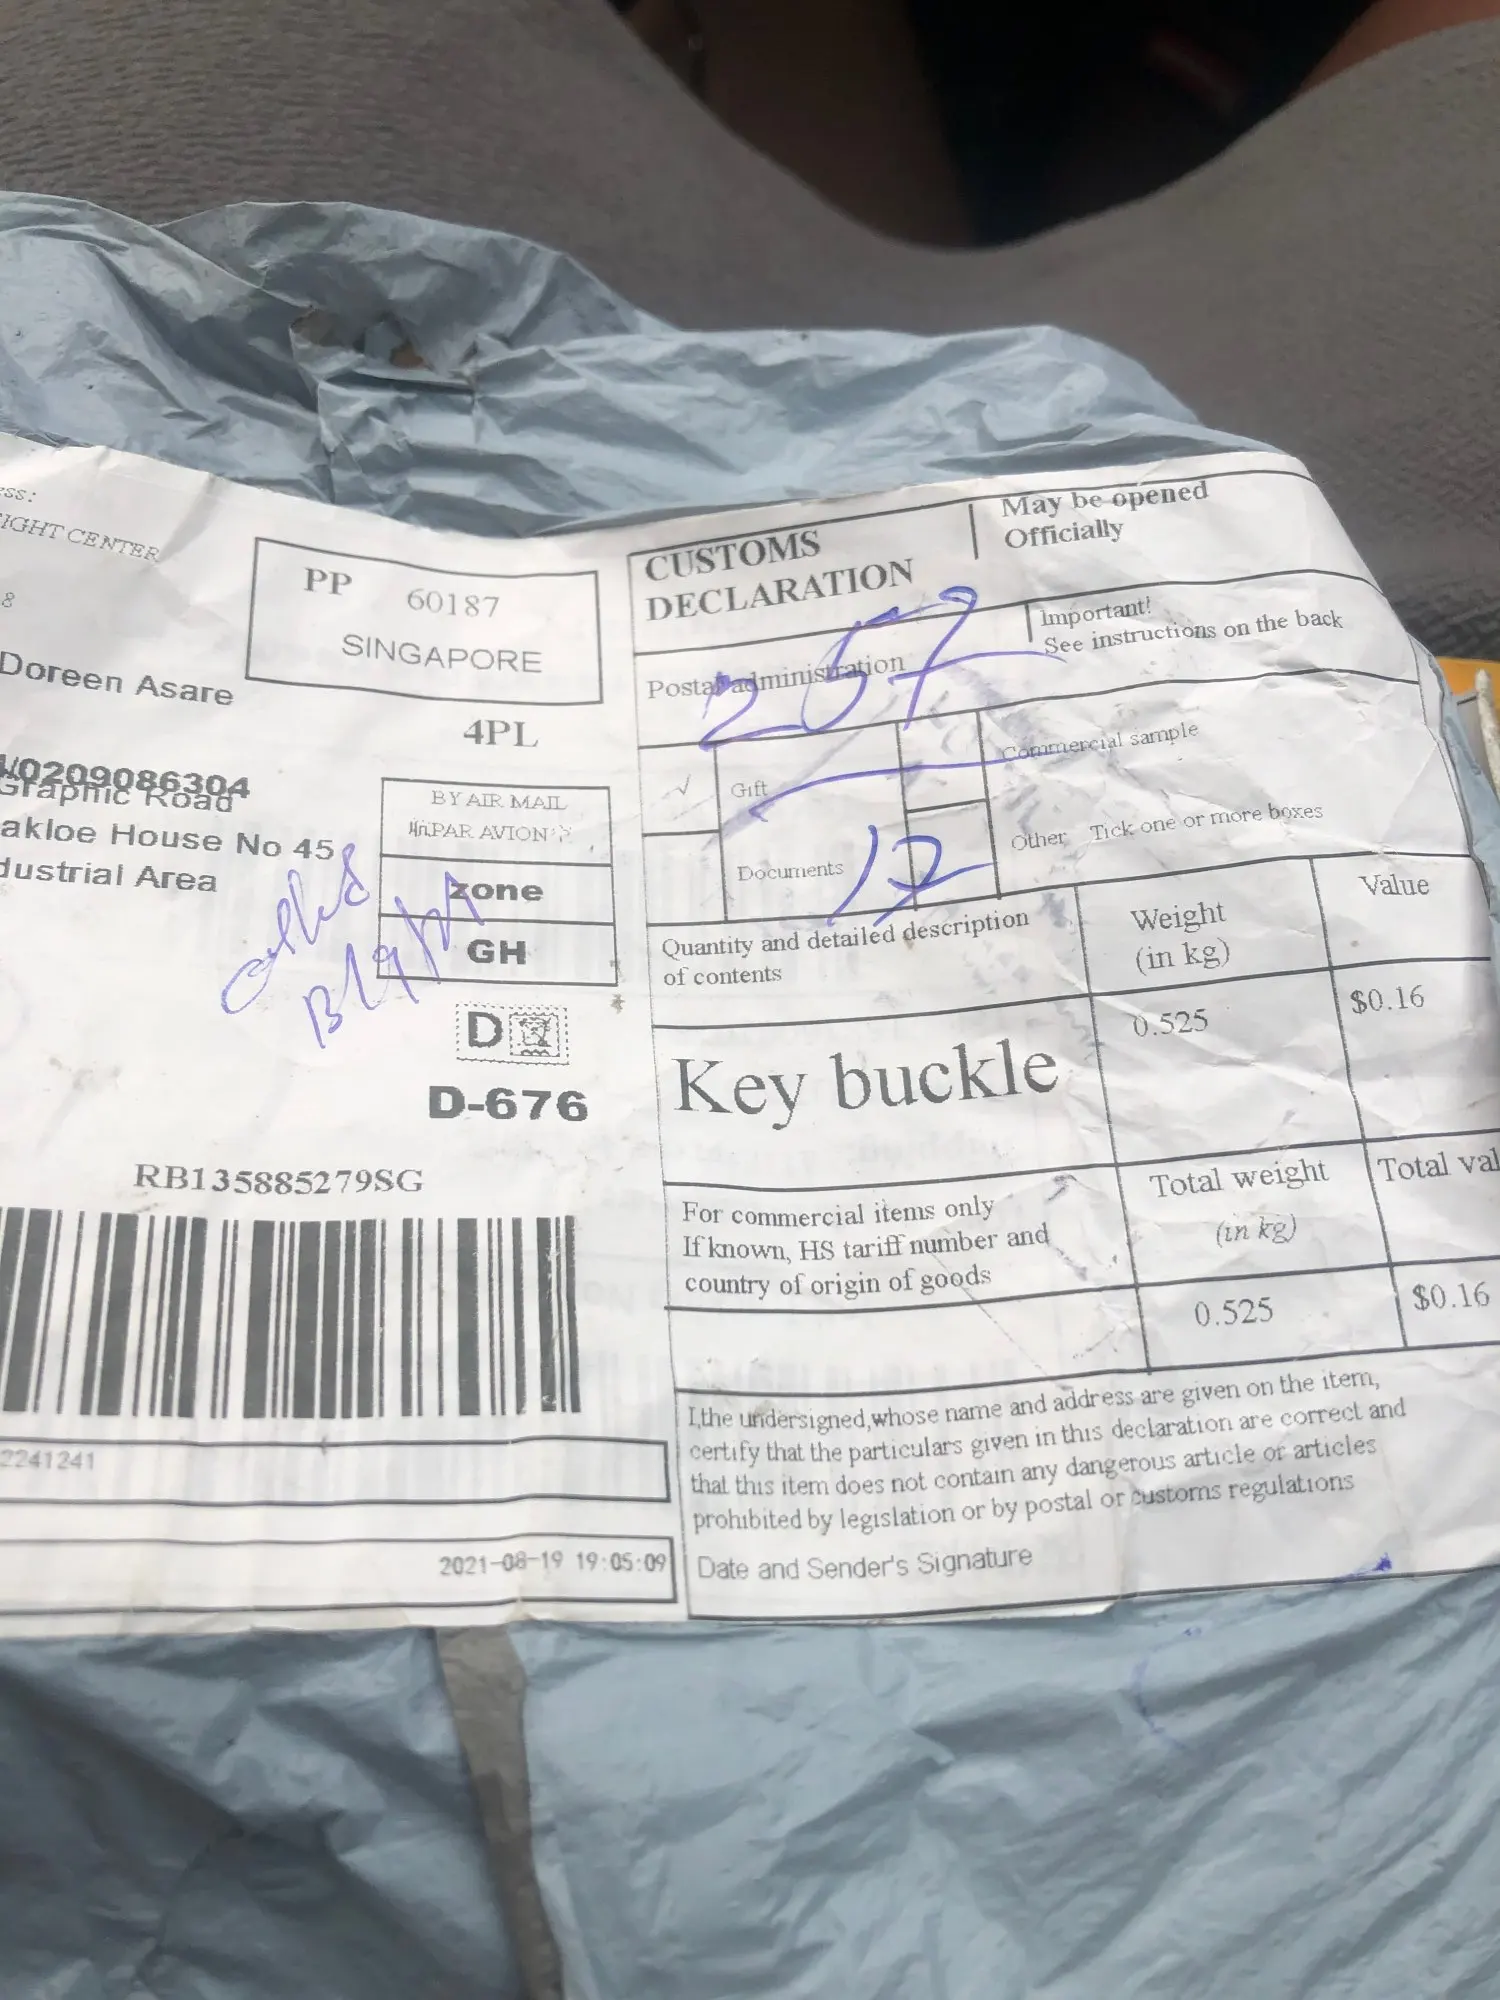 ess:
IGHT CENTER
8
Doreen Asare
0209086304
Graphic Road
akloe House No 45
dustrial Area
PP 60187
SINGAPORE
4PL
BY AIR MAIL
PAR AVION
zone
GH
called
D
D-676
RB135885279SG
2241241
2021-08-19 19:05:09
CUSTOMS
DECLARATION
May be opened
Officially
Postal administration
Important!
See instructions on the back
257
√ Gift
Commercial sample
Documents
12
Other Tick one or more boxes
Quantity and detailed description
of contents
Weight
(in kg)
Value
Key buckle
0.525
$0.16
For commercial items only
If known, HS tariff number and
country of origin of goods
Total weight
(in kg)
Total val
0.525
$0.16
I,the undersigned,whose name and address are given on the item,
certify that the particulars given in this declaration are correct and
that this item does not contain any dangerous article or articles
prohibited by legislation or by postal or customs regulations
Date and Sender's Signature